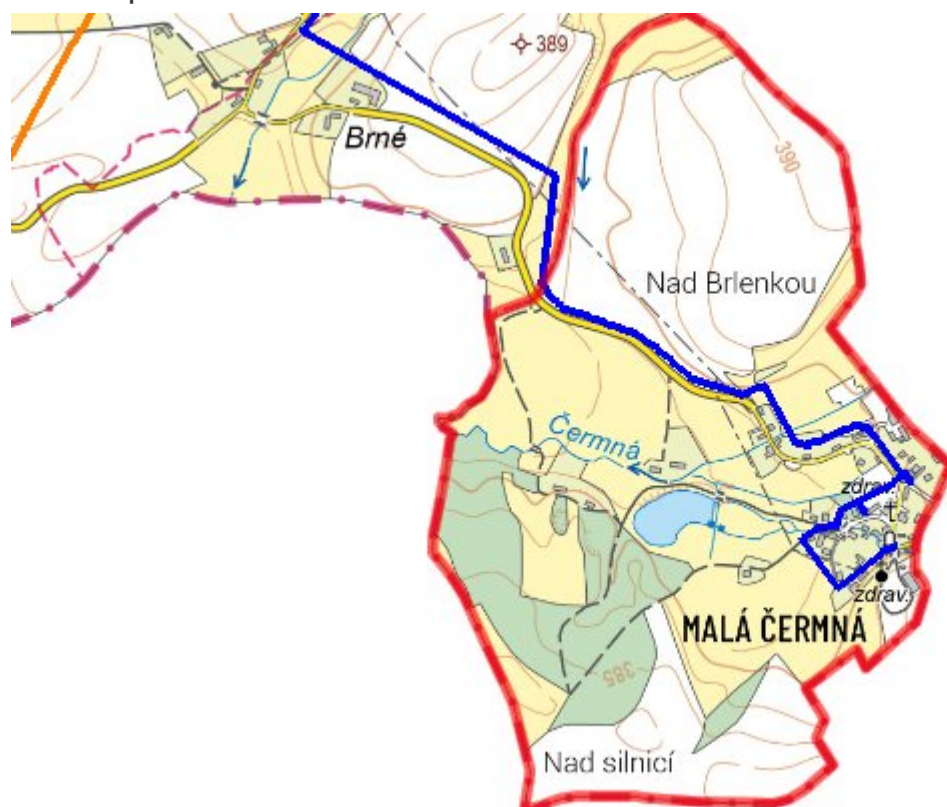 389
Brné
390
Nad Brlenkou
Čermná
zdrav.
MALÁ ČERMNÁ
zdrav.
385
Nad silnicí